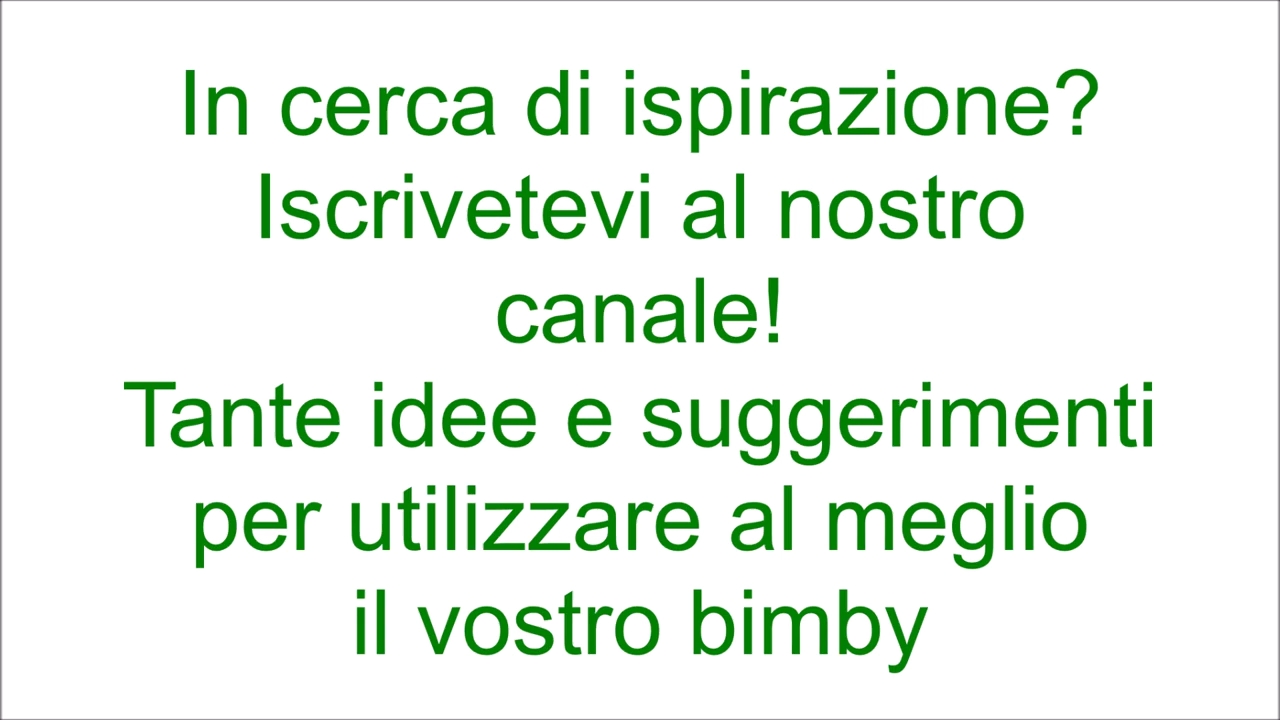 In cerca di ispirazione?
Iscrivetevi al nostro
canale!
Tante idee e suggerimenti
per utilizzare al meglio
il vostro bimby